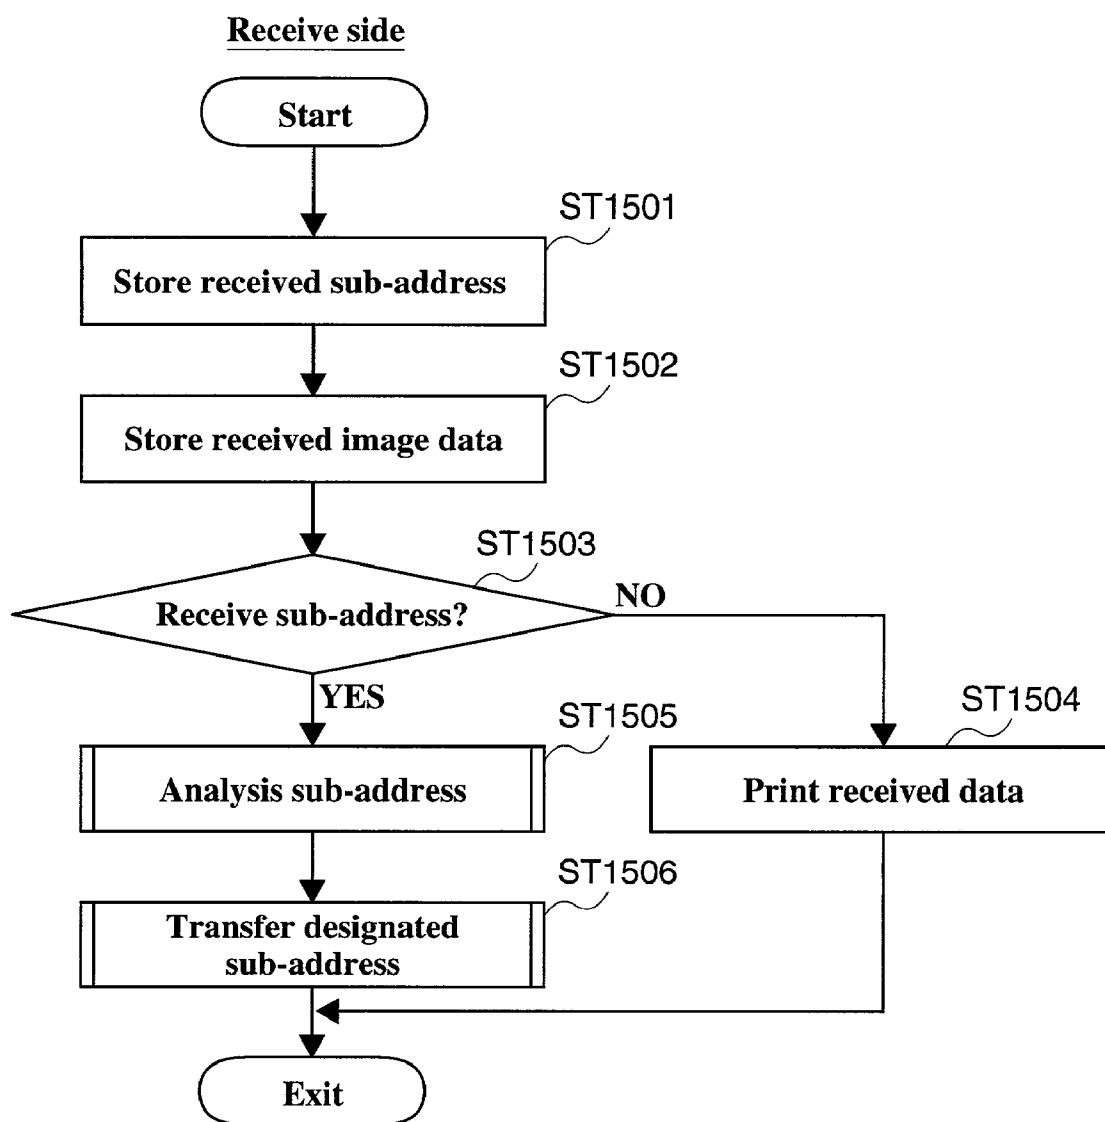 Receive side
Start
ST1501
Store received sub-address
ST1502
Store received image data
ST1503
Receive sub-address?
NO
YES
ST1505
Analysis sub-address
ST1504
Print received data
ST1506
Transfer designated
sub-address
Exit